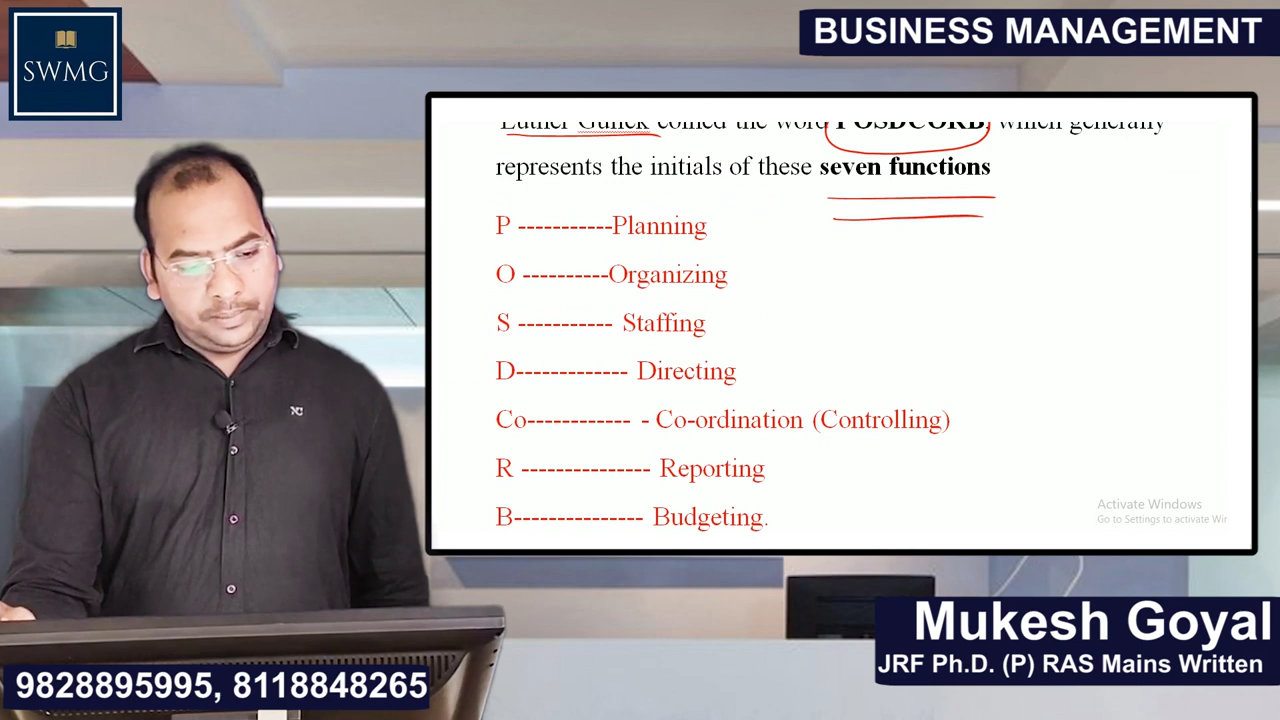 SWMG
BUSINESS MANAGEMENT
Luther Gulick coined the word POSDCORB, which generally
represents the initials of these seven functions
P -----------Planning
O ----------Organizing
S ----------- Staffing
D------------- Directing
Co------------ - Co-ordination (Controlling)
R --------------- Reporting
B--------------- Budgeting.
Activate Windows
Go to Settings to activate Wir
Mukesh Goyal
JRF Ph.D. (P) RAS Mains Written
9828895995, 8118848265